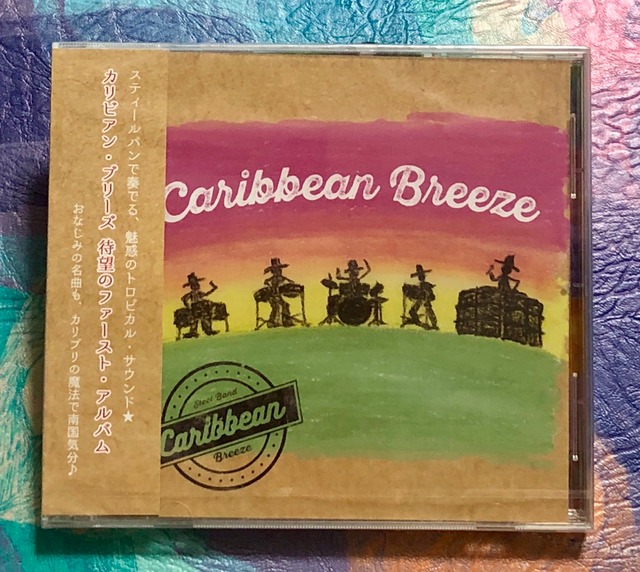 スティールパンで奏でる、魅惑のトロピカル・サウンド★
カリビアン・ブリーズ 待望のファースト・アルバム
おなじみの名曲も、カリブリの魔法で南国気分♪
Caribbean Breeze
Steel Band
Caribbean
Breeze